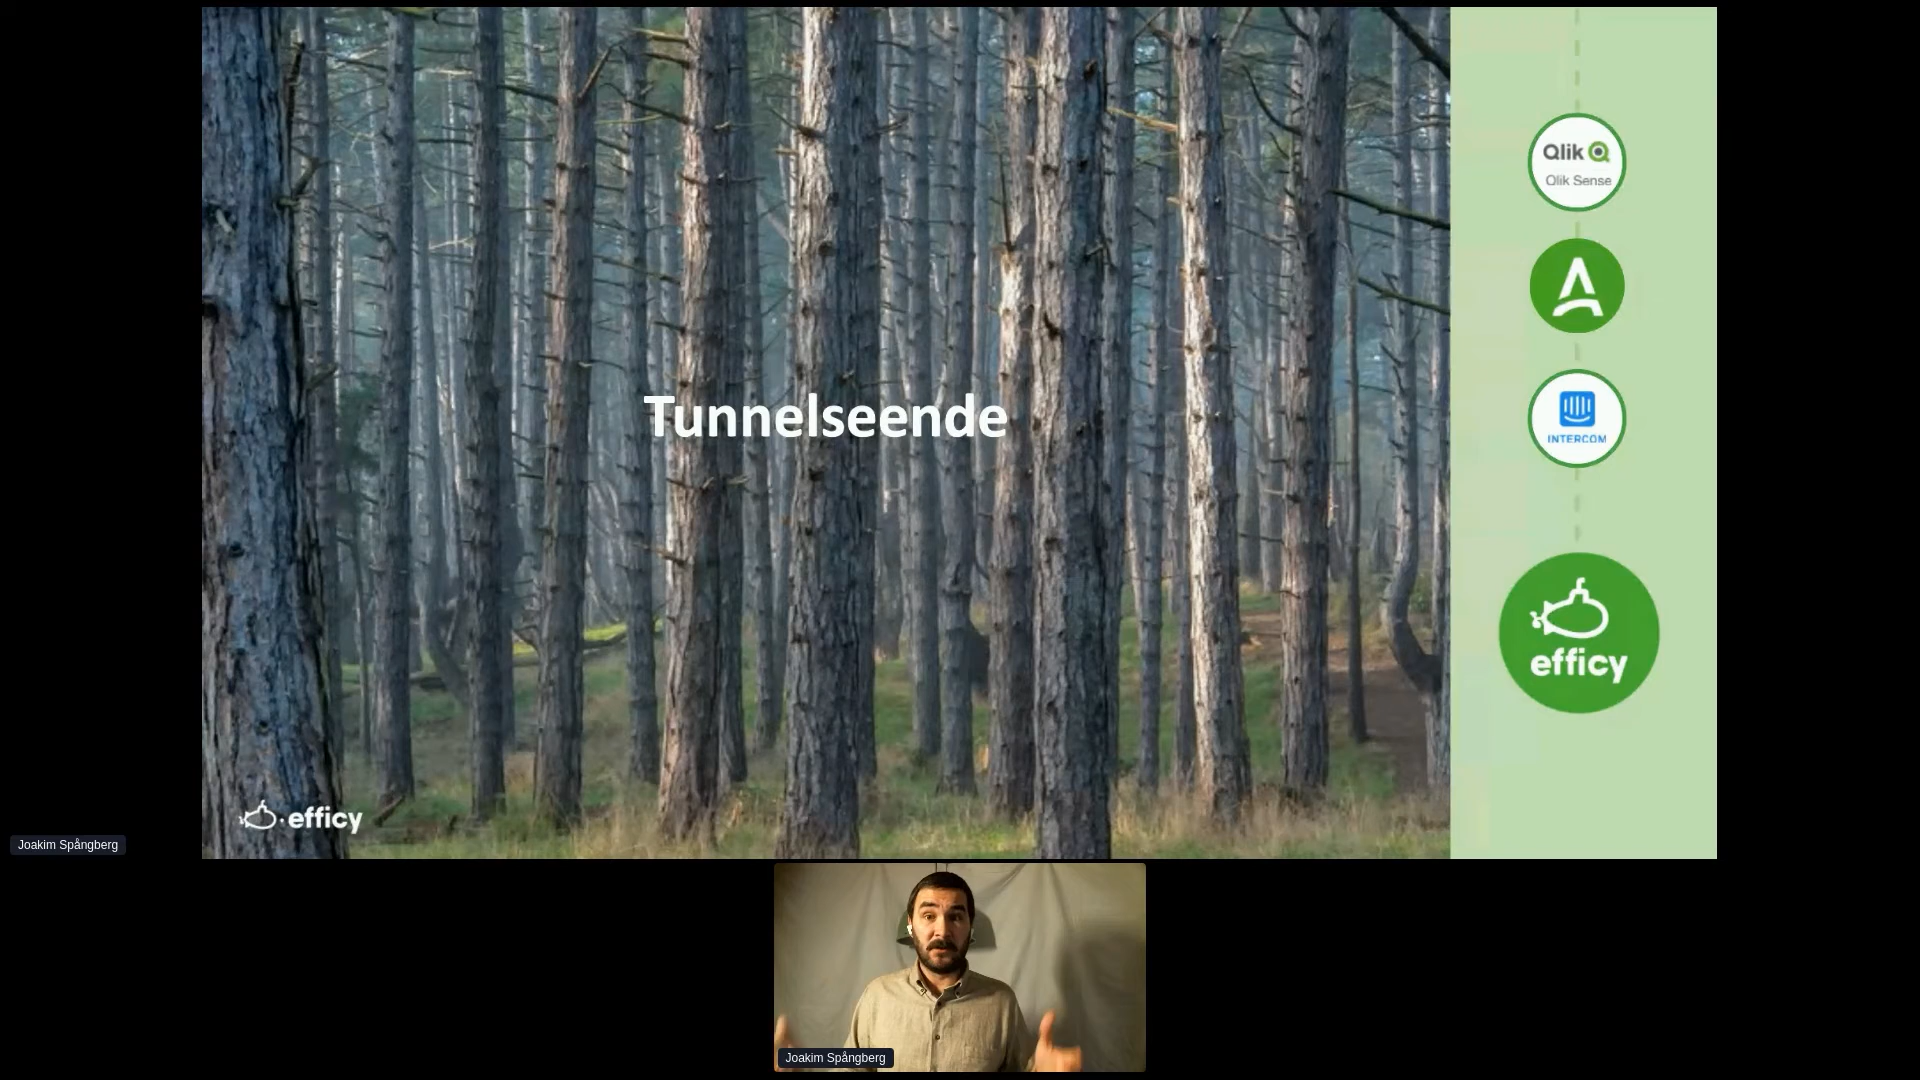 Qlik
Qlik Sense
Tunnelseende
INTERCOM
efficy
efficy
Joakim Spångberg
Joakim Spångberg